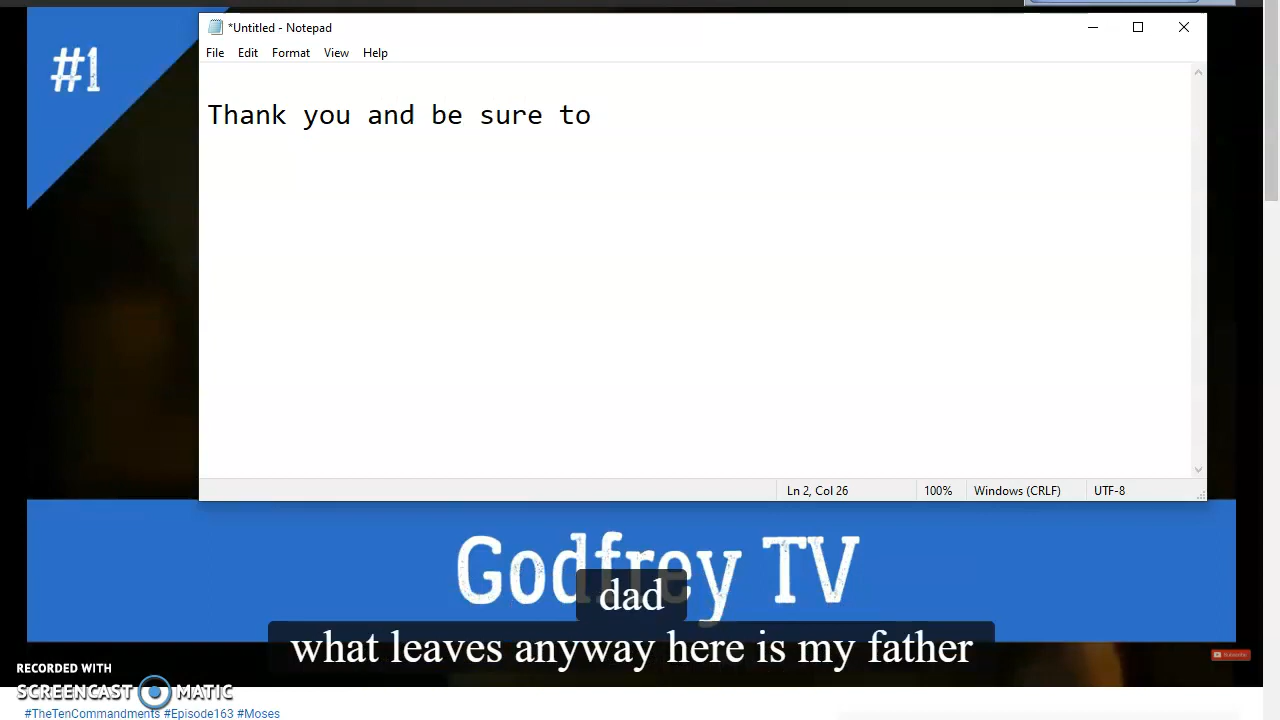 #1
*Untitled - Notepad
File Edit Format View Help
Thank you and be sure to
Ln 2, Col 26 100% Windows (CRLF) UTF-8
Godfrey TV
dad
what leaves anyway here is my father
Subscribe
RECORDED WITH
SCREENCAST MATIC
#TheTenCommandments #Episode163 #Moses